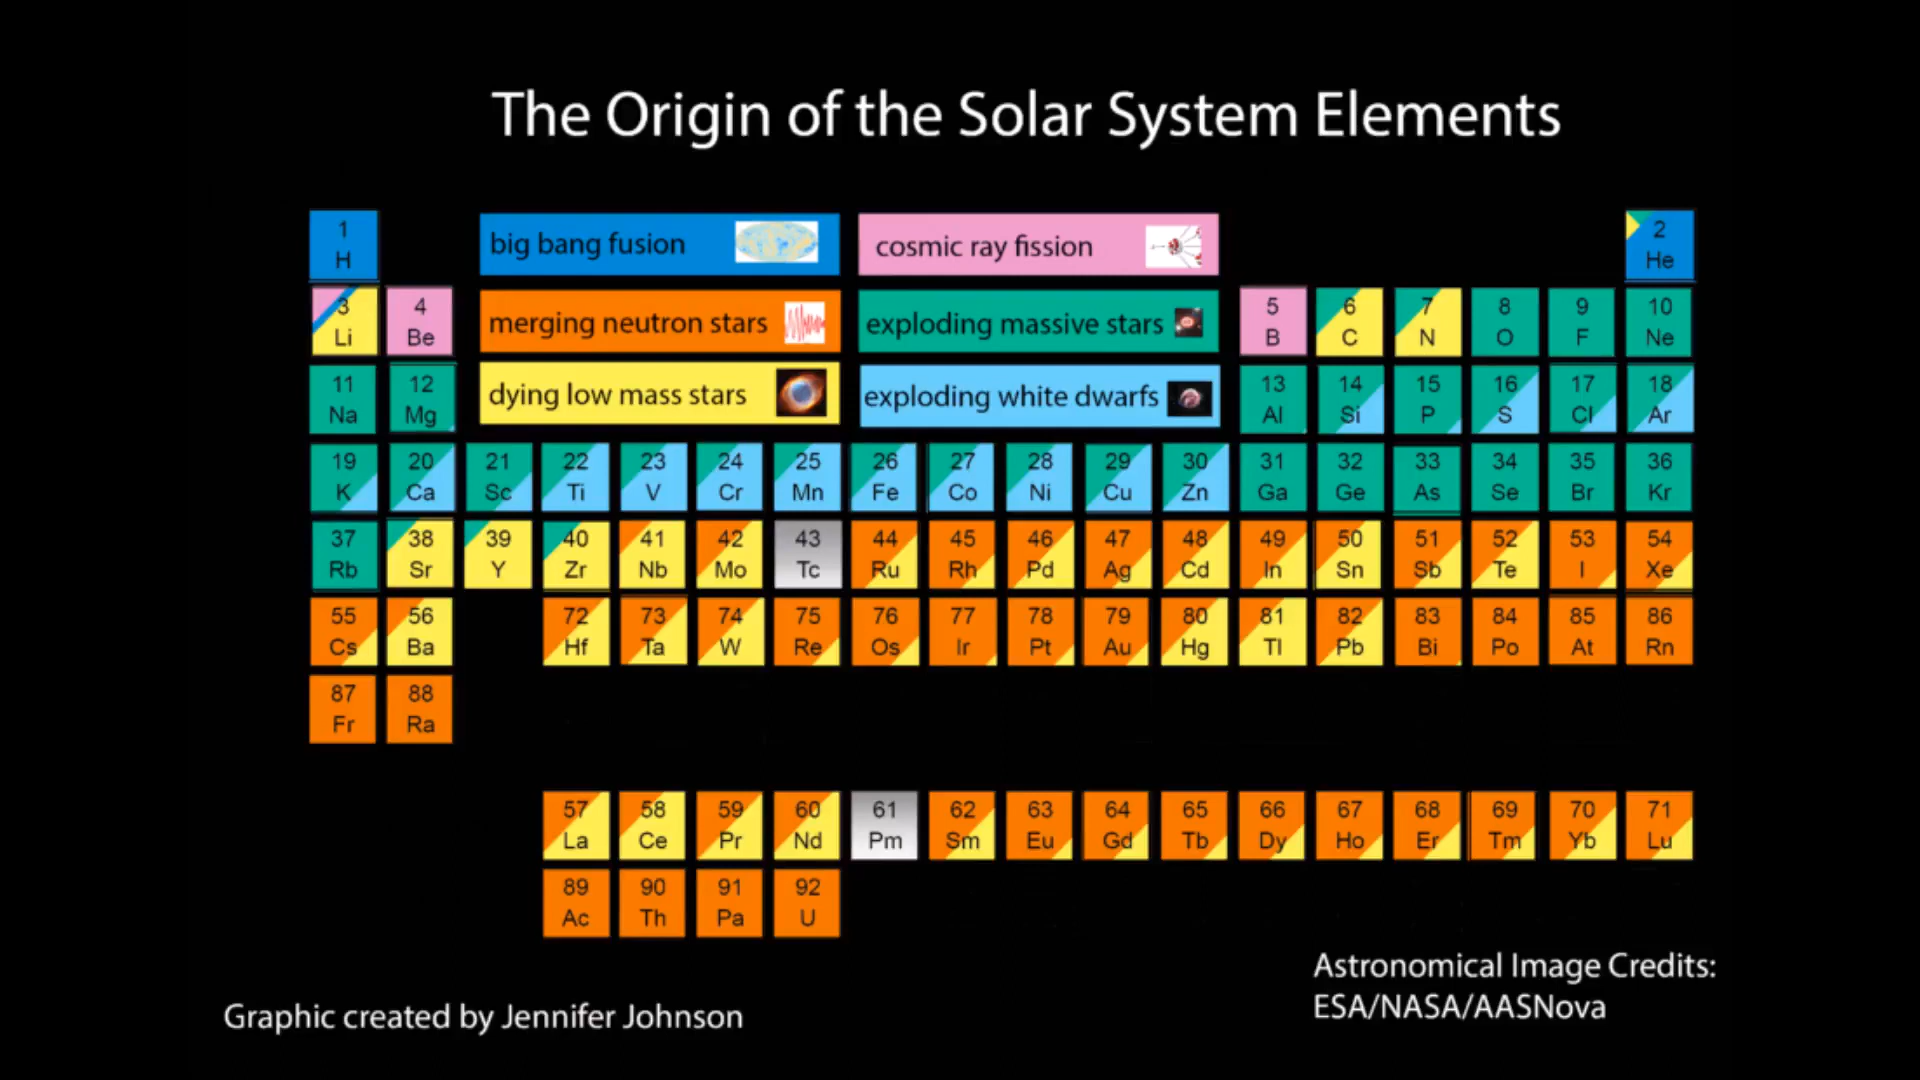 The Origin of the Solar System Elements
1 H
big bang fusion
cosmic ray fission
2 He
3 Li
4 Be
merging neutron stars
exploding massive stars
5 B
6 C
7 N
8 O
9 F
10 Ne
11 Na
12 Mg
dying low mass stars
exploding white dwarfs
13 Al
14 Si
15 P
16 S
17 Cl
18 Ar
19 K
20 Ca
21 Sc
22 Ti
23 V
24 Cr
25 Mn
26 Fe
27 Co
28 Ni
29 Cu
30 Zn
31 Ga
32 Ge
33 As
34 Se
35 Br
36 Kr
37 Rb
38 Sr
39 Y
40 Zr
41 Nb
42 Mo
43 Tc
44 Ru
45 Rh
46 Pd
47 Ag
48 Cd
49 In
50 Sn
51 Sb
52 Te
53 I
54 Xe
55 Cs
56 Ba
72 Hf
73 Ta
74 W
75 Re
76 Os
77 Ir
78 Pt
79 Au
80 Hg
81 Tl
82 Pb
83 Bi
84 Po
85 At
86 Rn
87 Fr
88 Ra
57 La
58 Ce
59 Pr
60 Nd
61 Pm
62 Sm
63 Eu
64 Gd
65 Tb
66 Dy
67 Ho
68 Er
69 Tm
70 Yb
71 Lu
89 Ac
90 Th
91 Pa
92 U
Graphic created by Jennifer Johnson
Astronomical Image Credits:
ESA/NASA/AASNova